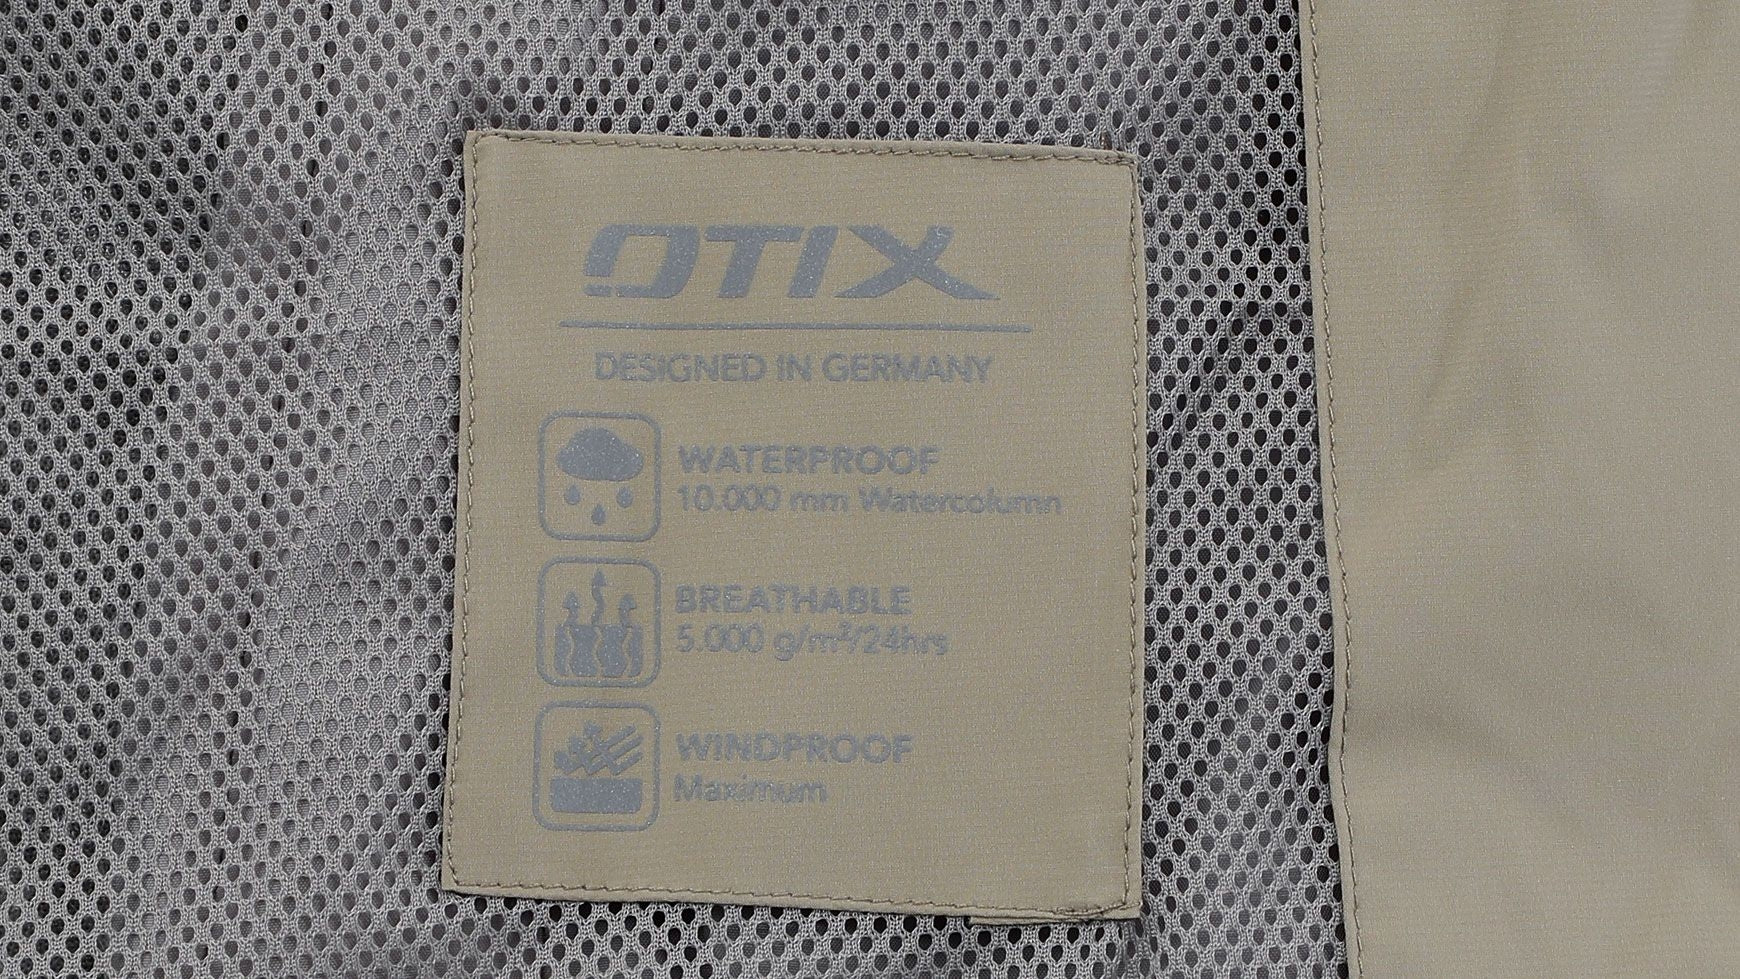 OTIX
DESIGNED IN GERMANY
WATERPROOF
10.000 mm Watercolumn
BREATHABLE
5.000 g/m²/24hrs
WINDPROOF
Maximum